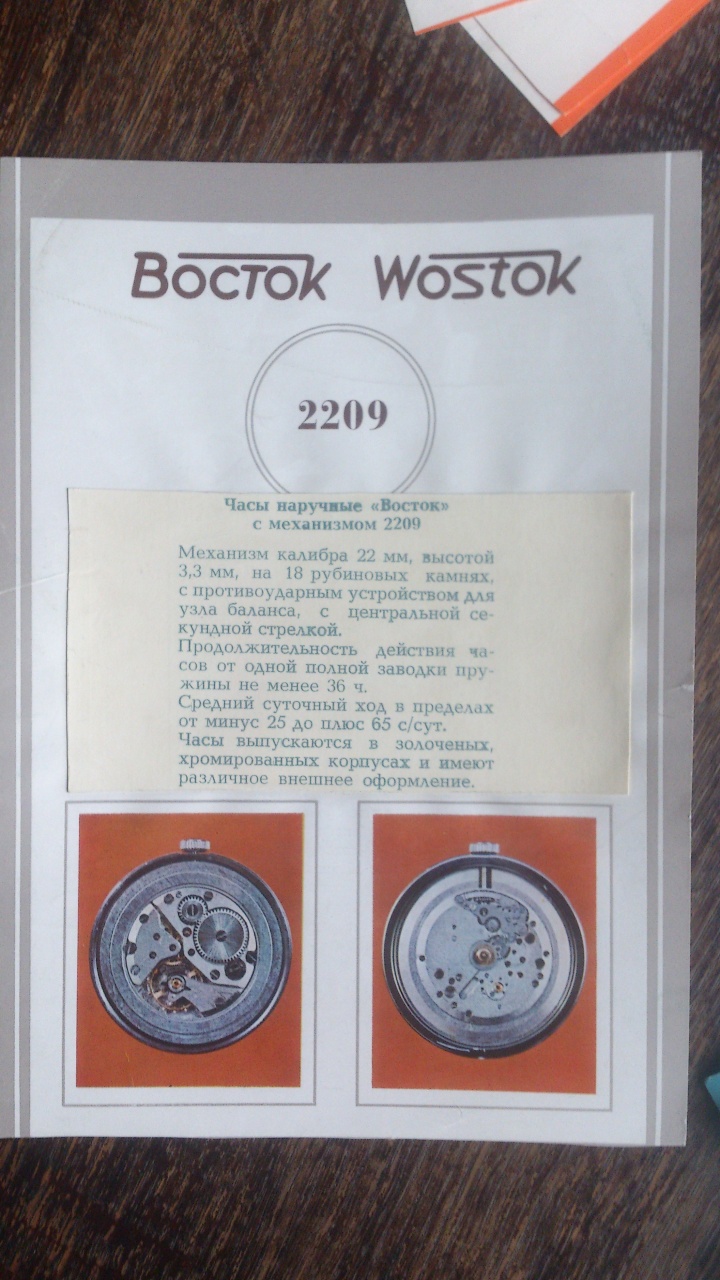 Восток Wostok
2209
Часы наручные «Восток»
с механизмом 2209
Механизм калибра 22 мм, высотой
3,3 мм, на 18 рубиновых камнях,
с противоударным устройством для
узла баланса, с центральной се-
кундной стрелкой.
Продолжительность действия ча-
сов от одной полной заводки пру-
жины не менее 36 ч.
Средний суточный ход в пределах
от минус 25 до плюс 65 с/сут.
Часы выпускаются в золоченых,
хромированных корпусах и имеют
различное внешнее оформление.